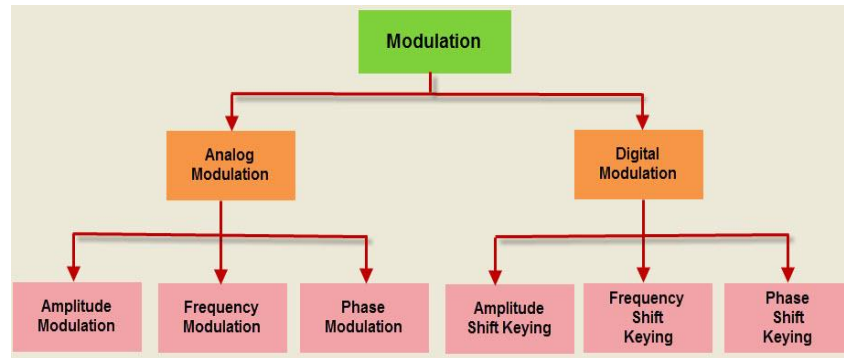 Modulation
Analog
Modulation
Digital
Modulation
Amplitude
Modulation
Frequency
Modulation
Phase
Modulation
Amplitude
Shift Keying
Frequency
Shift
Keying
Phase
Shift
Keying